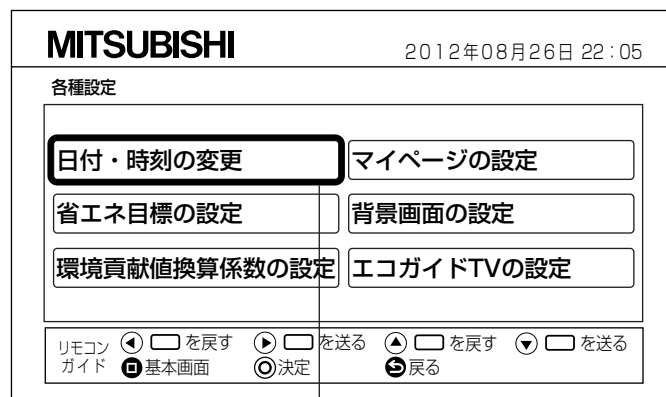 MITSUBISHI 2012年08月26日 22:05
各種設定
日付・時刻の変更 マイページの設定
省エネ目標の設定 背景画面の設定
環境貢献値換算係数の設定 エコガイドTVの設定
リモコン を戻す を送る を戻す を送る
ガイド 基本画面 決定 戻る